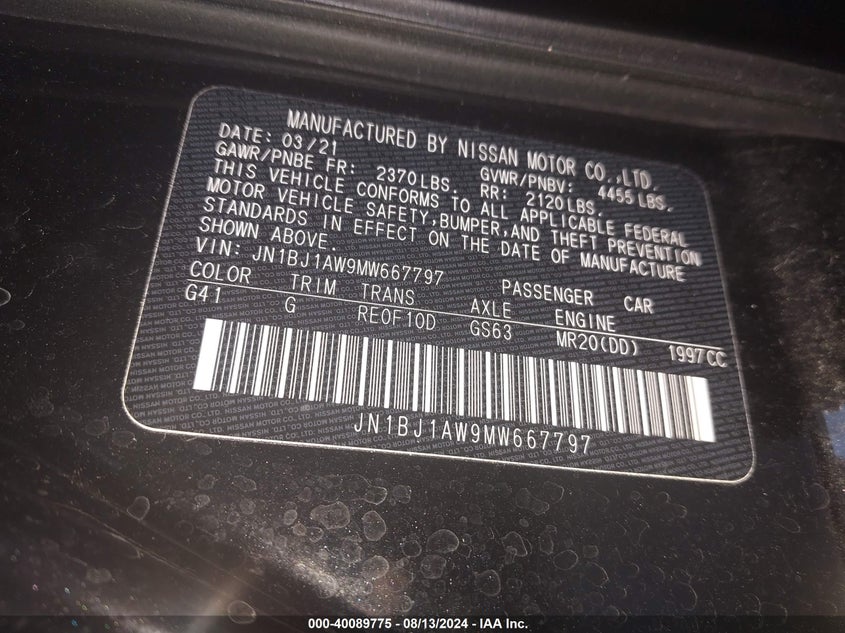 MANUFACTURED BY NISSAN MOTOR CO.,LTD.
DATE: 03/21
GAWR/PNBE FR: 2370LBS. GVWR/PNBV: 4455 LBS.
RR: 2120 LBS.
THIS VEHICLE CONFORMS TO ALL APPLICABLE FEDERAL
MOTOR VEHICLE SAFETY,BUMPER,AND THEFT PREVENTION
STANDARDS IN EFFECT ON THE DATE OF MANUFACTURE
SHOWN ABOVE.
VIN: JN1BJ1AW9MW667797 PASSENGER CAR
COLOR TRIM TRANS AXLE ENGINE
G41 G RE0F10D GS63 MR20(DD) 1997CC
JN1BJ1AW9MW667797
000-40089775 - 08/13/2024 - IAA Inc.